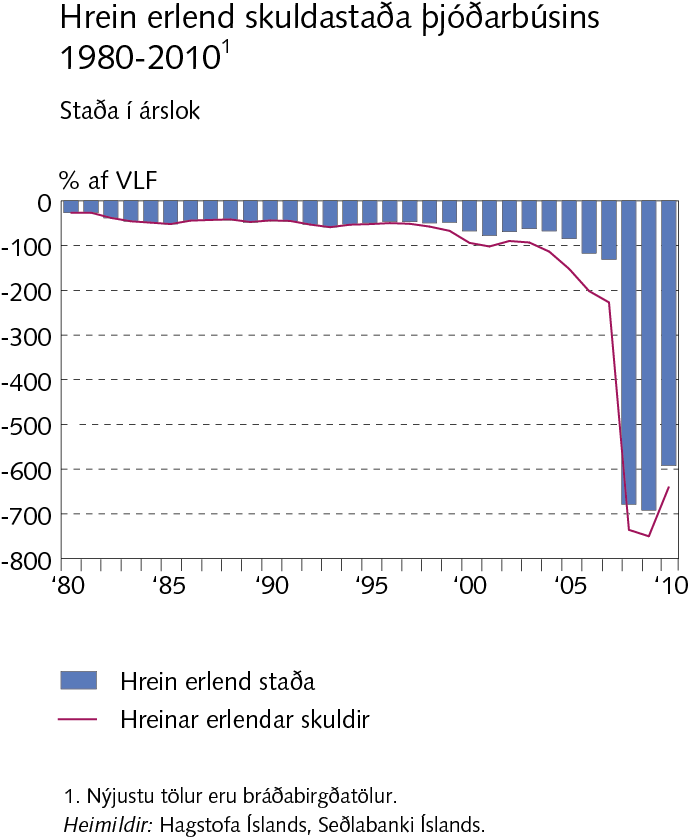 Hrein erlend skuldastaða þjóðarbúsins
1980-2010¹
Staða í árslok
% af VLF
0
-100
-200
-300
-400
-500
-600
-700
-800
‘80 ‘85 ‘90 ‘95 ‘00 ‘05 ‘10
Hrein erlend staða
Hreinar erlendar skuldir
1. Nýjustu tölur eru bráðabirgðatölur.
Heimildir: Hagstofa Íslands, Seðlabanki Íslands.